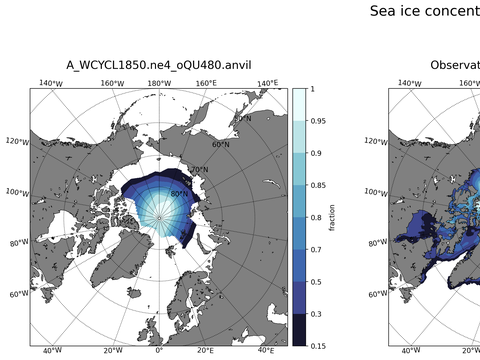 Sea ice concent
A_WCYCL1850.ne4_oQU480.anvil
Observat
140°W 160°W 180° 160°E 140°E
140°W
120°W
100°W
80°W
60°W
40°W 20°W 0° 20°E 40°E
50°N
60°N
70°N
80°N
1
0.95
0.9
0.85
0.8
0.7
0.5
0.3
0.15
fraction
120°W
100°W
80°W
60°W
40°W